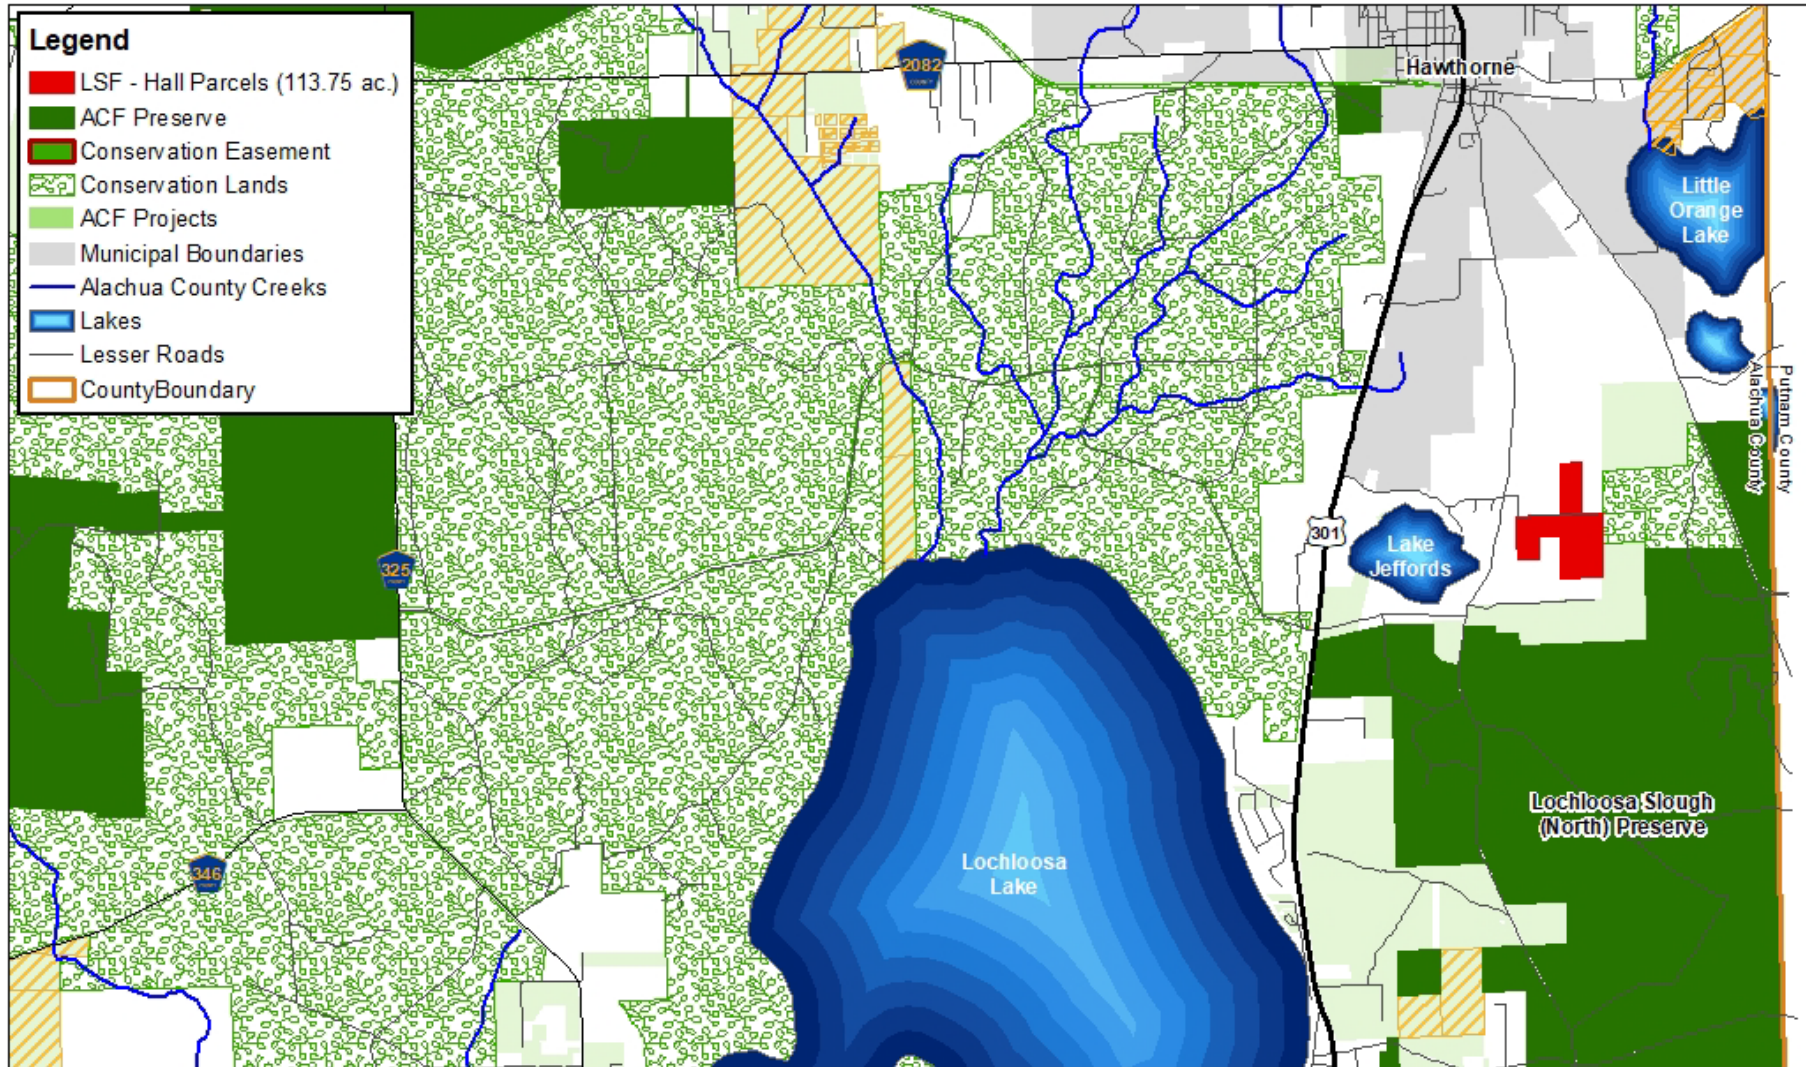 Legend
LSF - Hall Parcels (113.75 ac.)
ACF Preserve
Conservation Easement
Conservation Lands
ACF Projects
Municipal Boundaries
Alachua County Creeks
Lakes
Lesser Roads
CountyBoundary
2082
COUNTY
Hawthorne
Little
Orange
Lake
Putnam County
Alachua County
301
Lake
Jeffords
325
346
Lochloosa
Lake
Lochloosa Slough
(North) Preserve